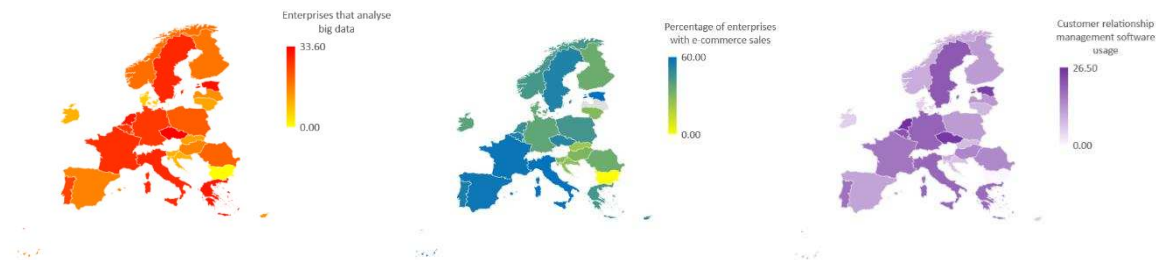 Enterprises that analyse
big data
33.60
0.00
Percentage of enterprises
with e-commerce sales
60.00
0.00
Customer relationship
management software
usage
26.50
0.00